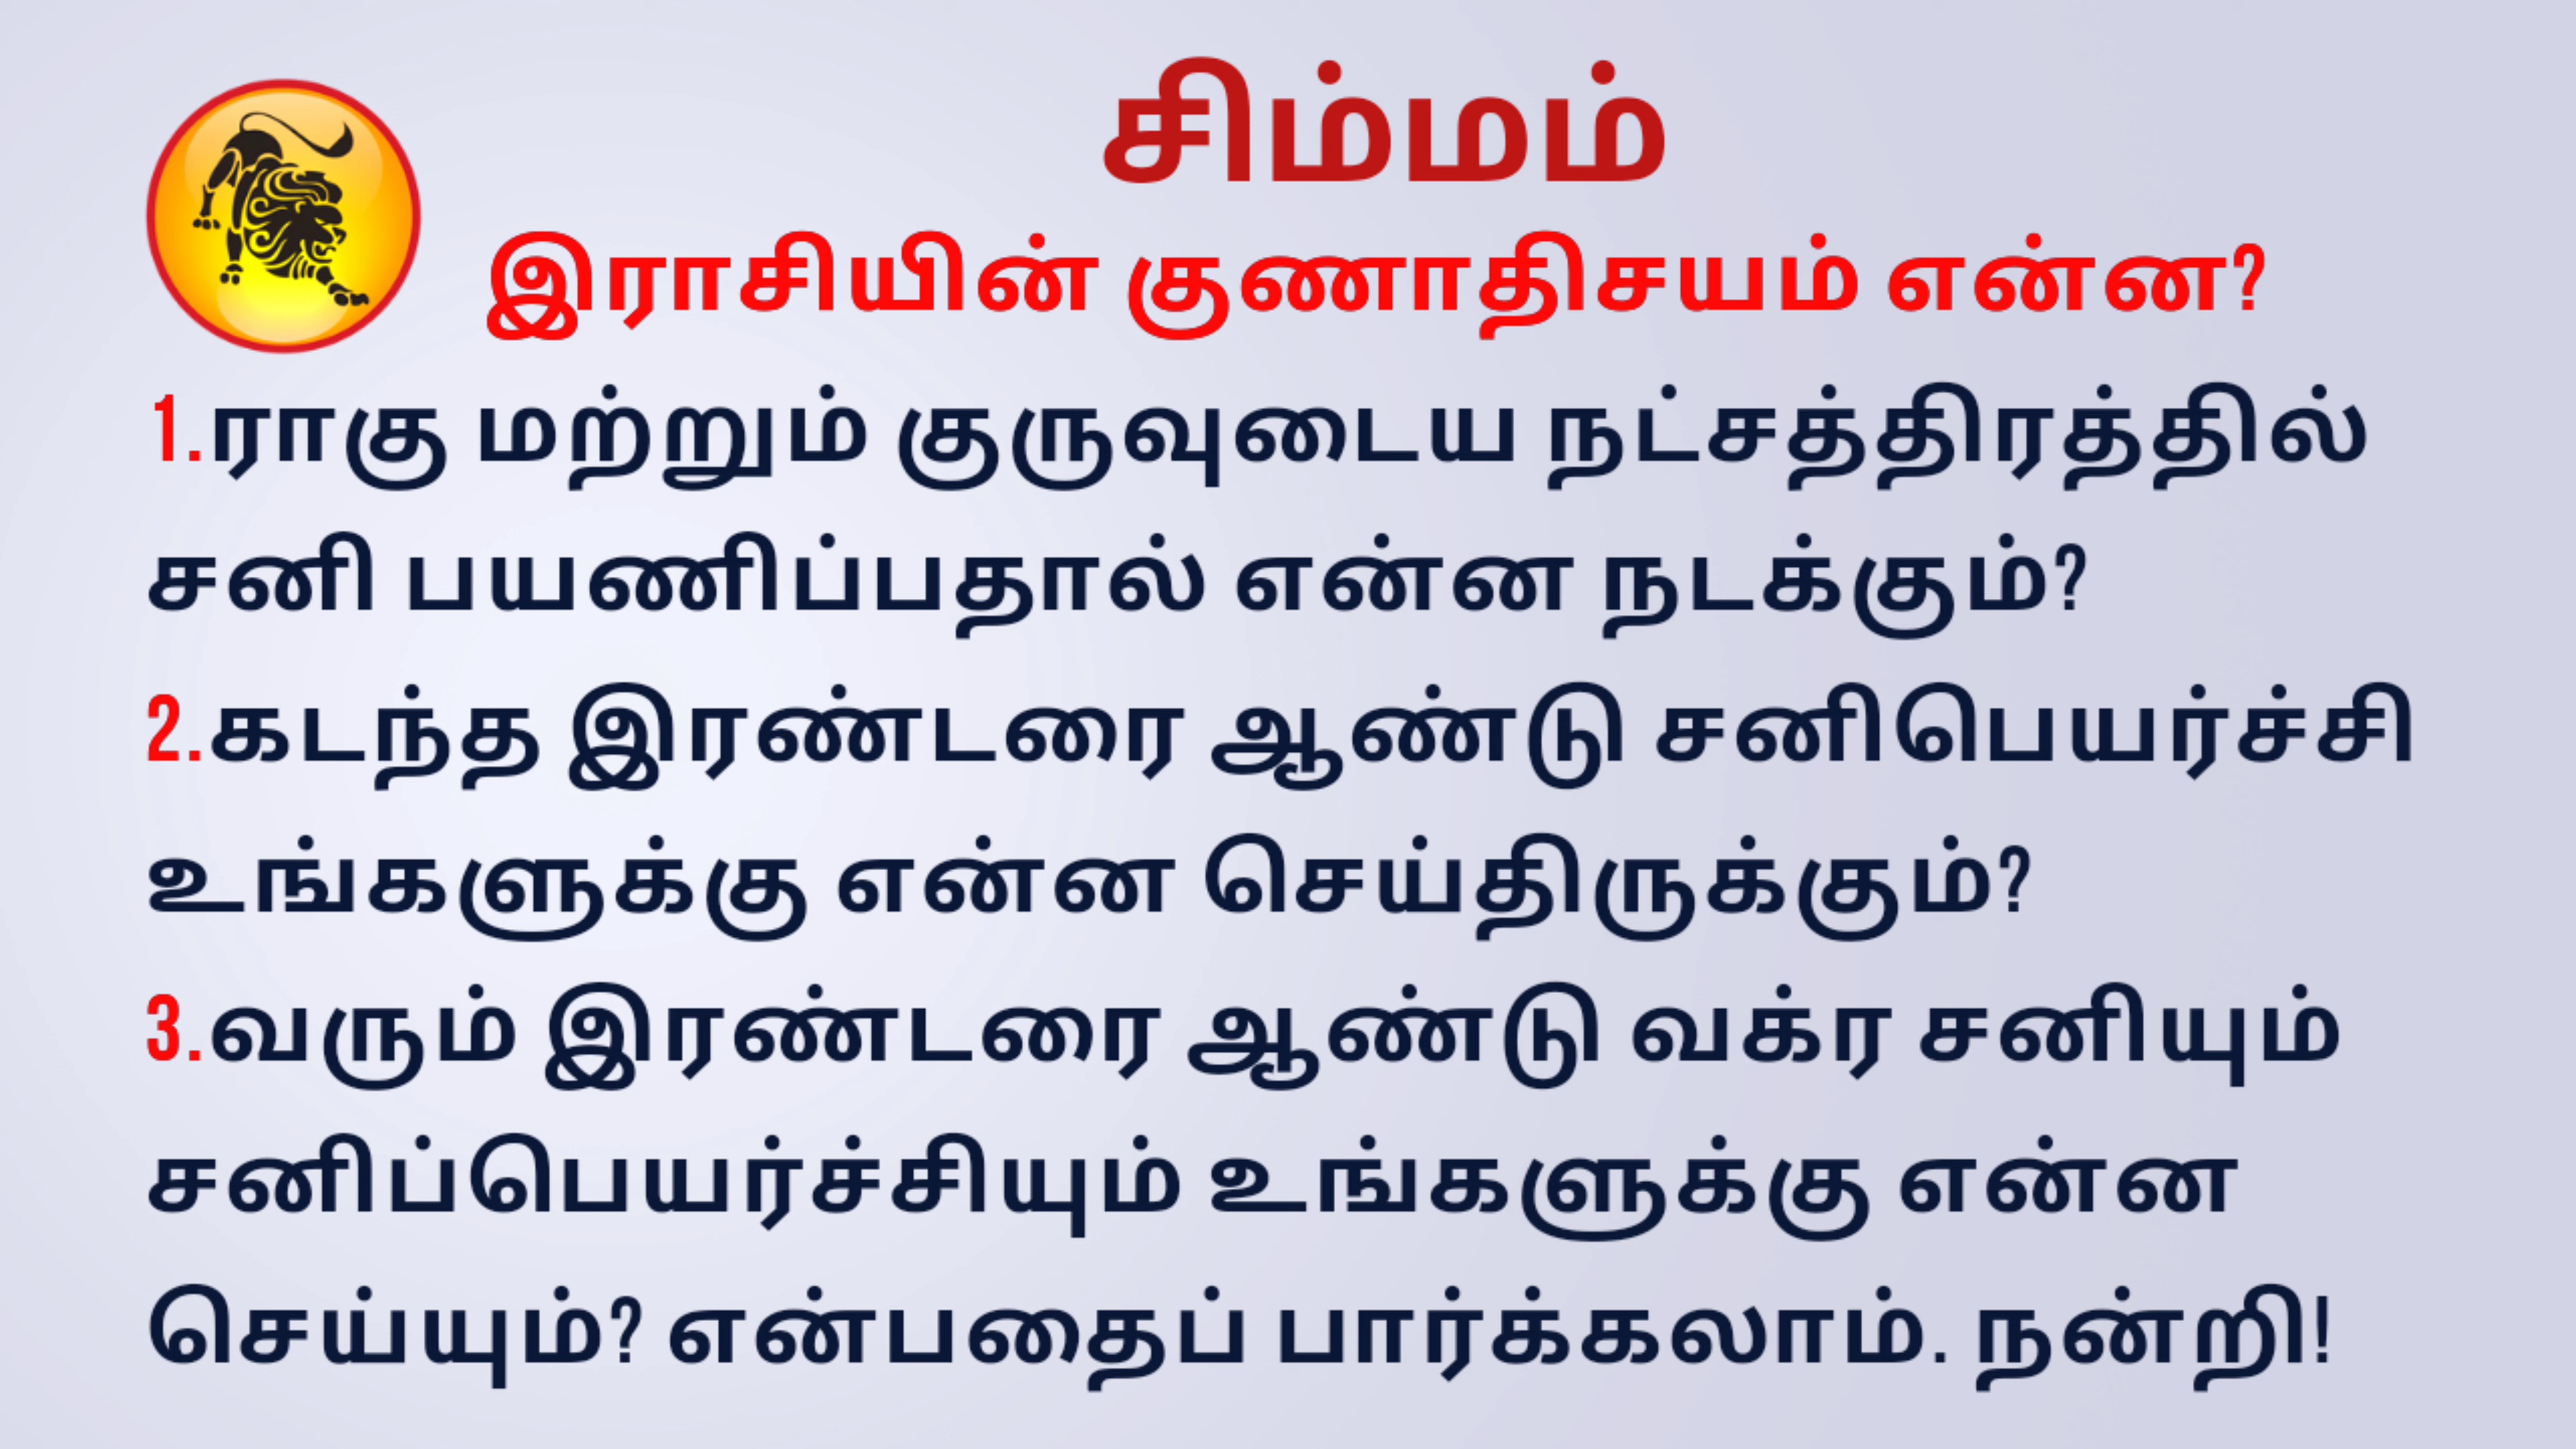 சிம்மம்
இராசியின் குணாதிசயம் என்ன?
1.ராகு மற்றும் குருவுடைய நட்சத்திரத்தில்
சனி பயணிப்பதால் என்ன நடக்கும்?
2.கடந்த இரண்டரை ஆண்டு சனிபெயர்ச்சி
உங்களுக்கு என்ன செய்திருக்கும்?
3.வரும் இரண்டரை ஆண்டு வக்ர சனியும்
சனிப்பெயர்ச்சியும் உங்களுக்கு என்ன
செய்யும்? என்பதைப் பார்க்கலாம். நன்றி!